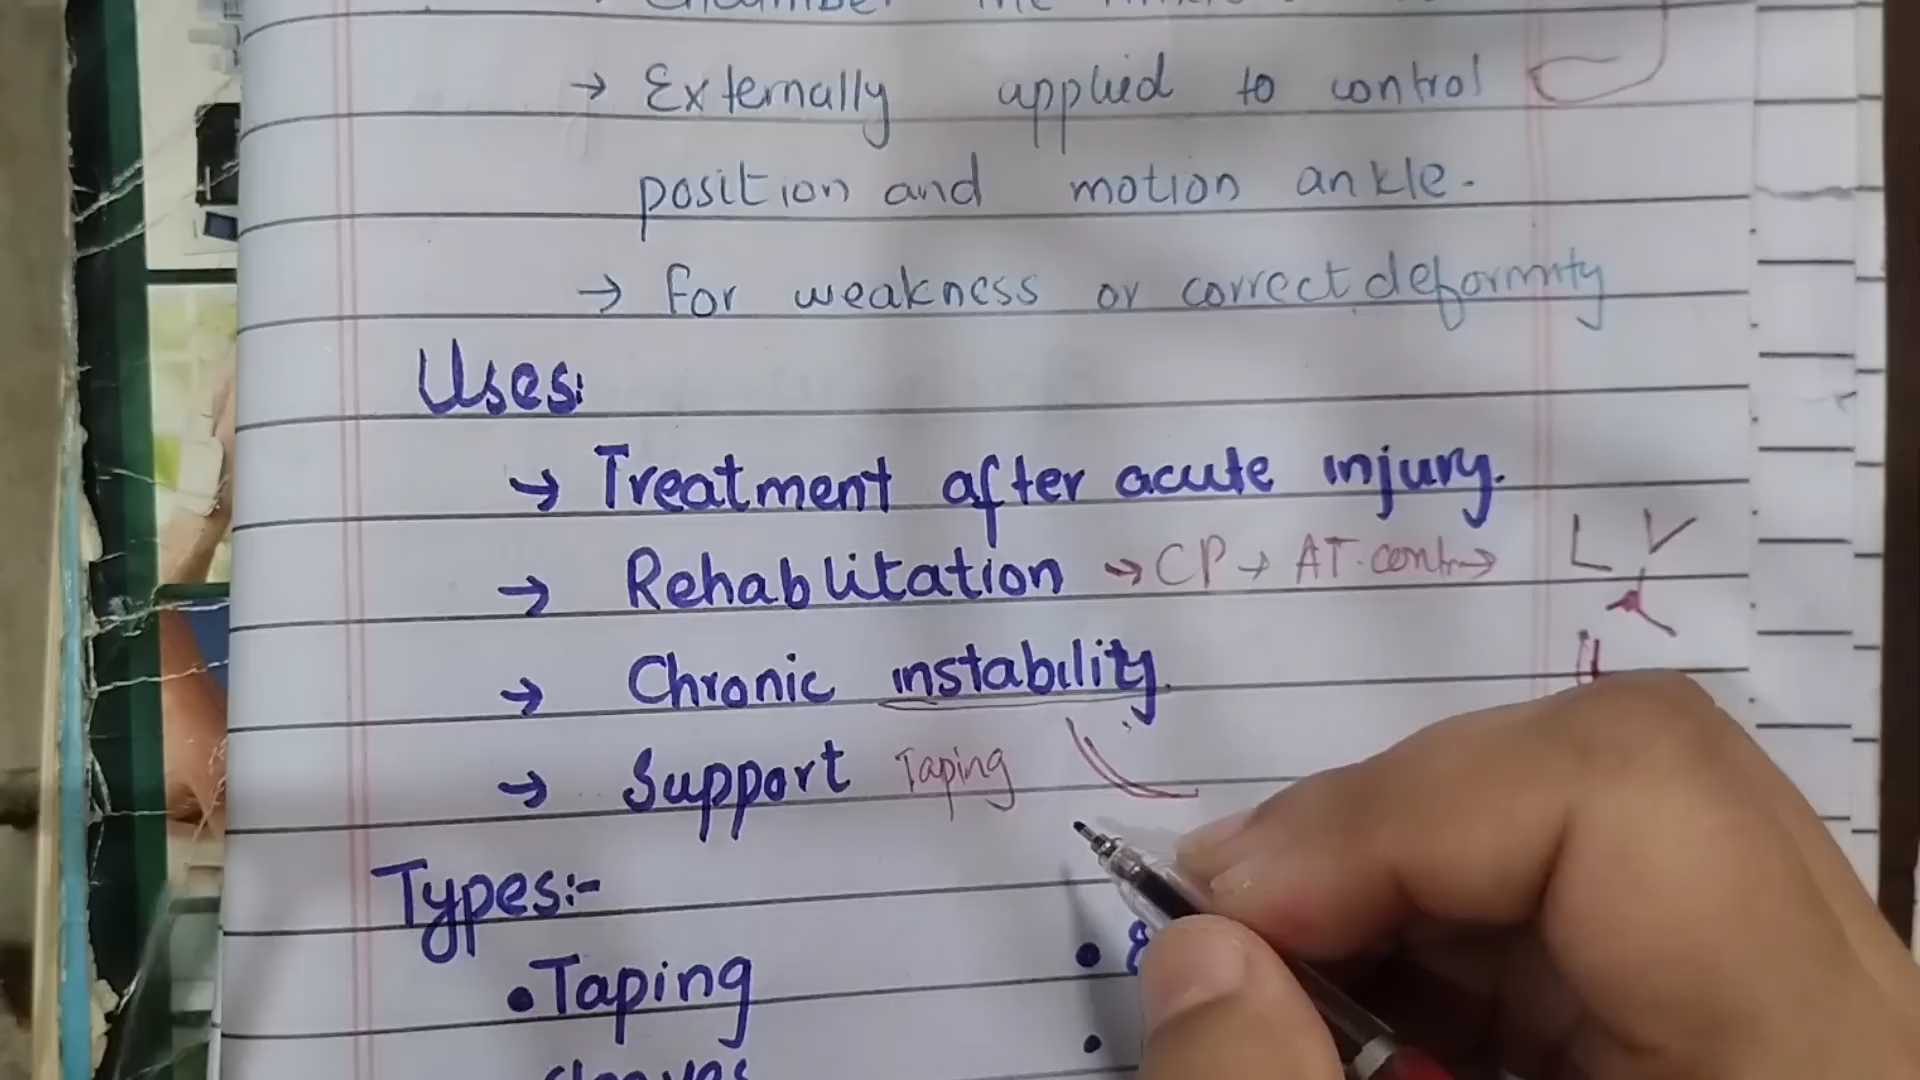 → Externally applied to control
position and motion ankle.
→ For weakness or correct deformity
Uses:
→ Treatment after acute injury.
→ Rehablitation → CP → AT.
→ Chronic instability.
→ Support Taping
Types:-
• Taping